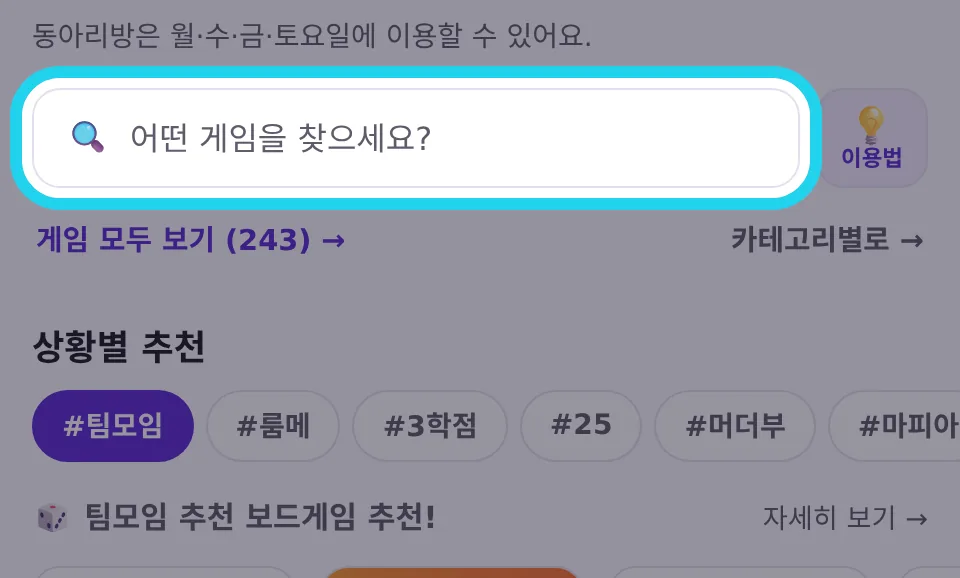 동아리방은 월·수·금·토요일에 이용할 수 있어요.
어떤 게임을 찾으세요?
이용법
게임 모두 보기 (243) →
카테고리별로 →
상황별 추천
#팀모임 #룸메 #3학점 #25 #머더부 #마피아
팀모임 추천 보드게임 추천!
자세히 보기 →